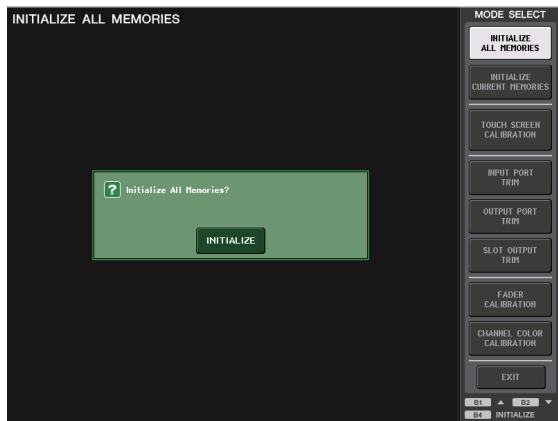 INITIALIZE ALL MEMORIES
? Initialize All Memories?
INITIALIZE
MODE SELECT
INITIALIZE
ALL MEMORIES
INITIALIZE
CURRENT MEMORIES
TOUCH SCREEN
CALIBRATION
INPUT PORT
TRIM
OUTPUT PORT
TRIM
SLOT OUTPUT
TRIM
FADER
CALIBRATION
CHANNEL COLOR
CALIBRATION
EXIT
B1 ▲ B2 ▼
B4 INITIALIZE